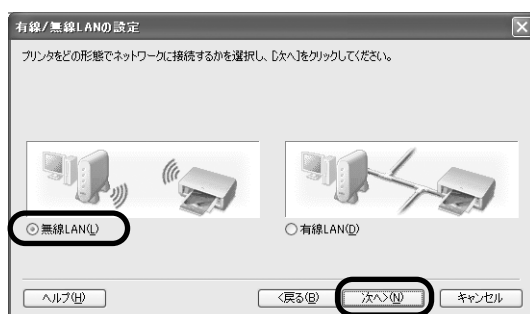 有線/無線LANの設定
プリンタをどの形態でネットワークに接続するかを選択し、[次へ]をクリックしてください。
無線LAN(L)
有線LAN(D)
ヘルプ(H)
<戻る(B)
次へ>(N)
キャンセル